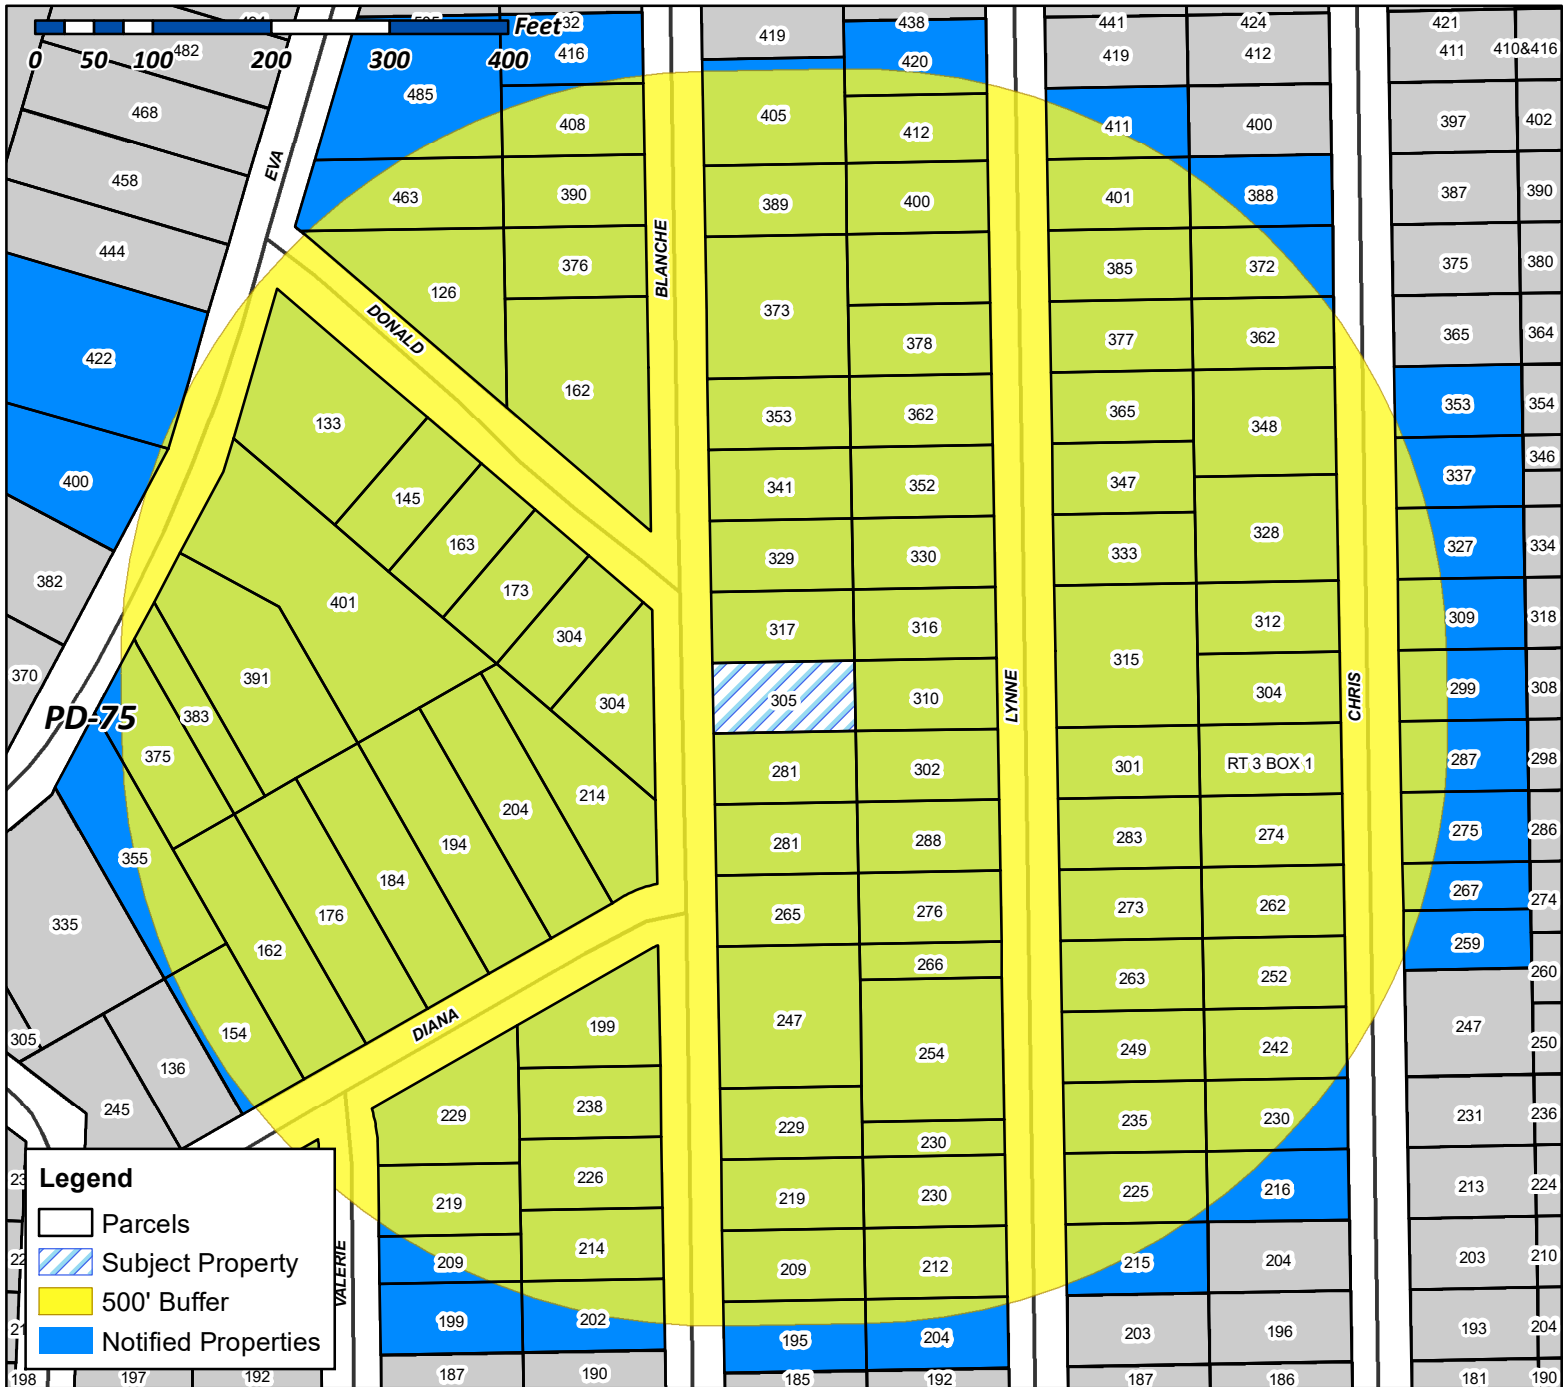 494 505 32 419 438 441 424 421
Feet
0 50 100 200 300 400
482 416 420 419 412 411 410&416
468 485 408 405 412 411 400 397 402
EVA
458 463 390 389 400 401 388 387 390
BLANCHE
444 126 376 373 385 372 375 380
DONALD
422 162 378 377 362 365 364
133 353 362 365 348 353 354
400 145 341 352 347 337 346
163 329 330 333 328 327 334
382 401 173 304 317 316 315 312 309 318
370 391 304 305 310 304 299 308
LYNNE
CHRIS
PD-75
383
375 214 281 302 301 RT 3 BOX 1 287 298
355 184 194 204 281 288 283 274 275 286
335 162 176 265 276 273 262 267 274
266 263 252 259 260
305 154 199 247 254 249 242 247 250
DIANA
136
245 229 238 229 230 235 230 231 236
219 226 219 230 225 216 213 224
209 214 209 212 215 204 203 210
VALERIE
199 202 195 204 203 196 193 204
198 197 192 187 190 185 192 187 186 181 190
Legend
Parcels
Subject Property
500' Buffer
Notified Properties